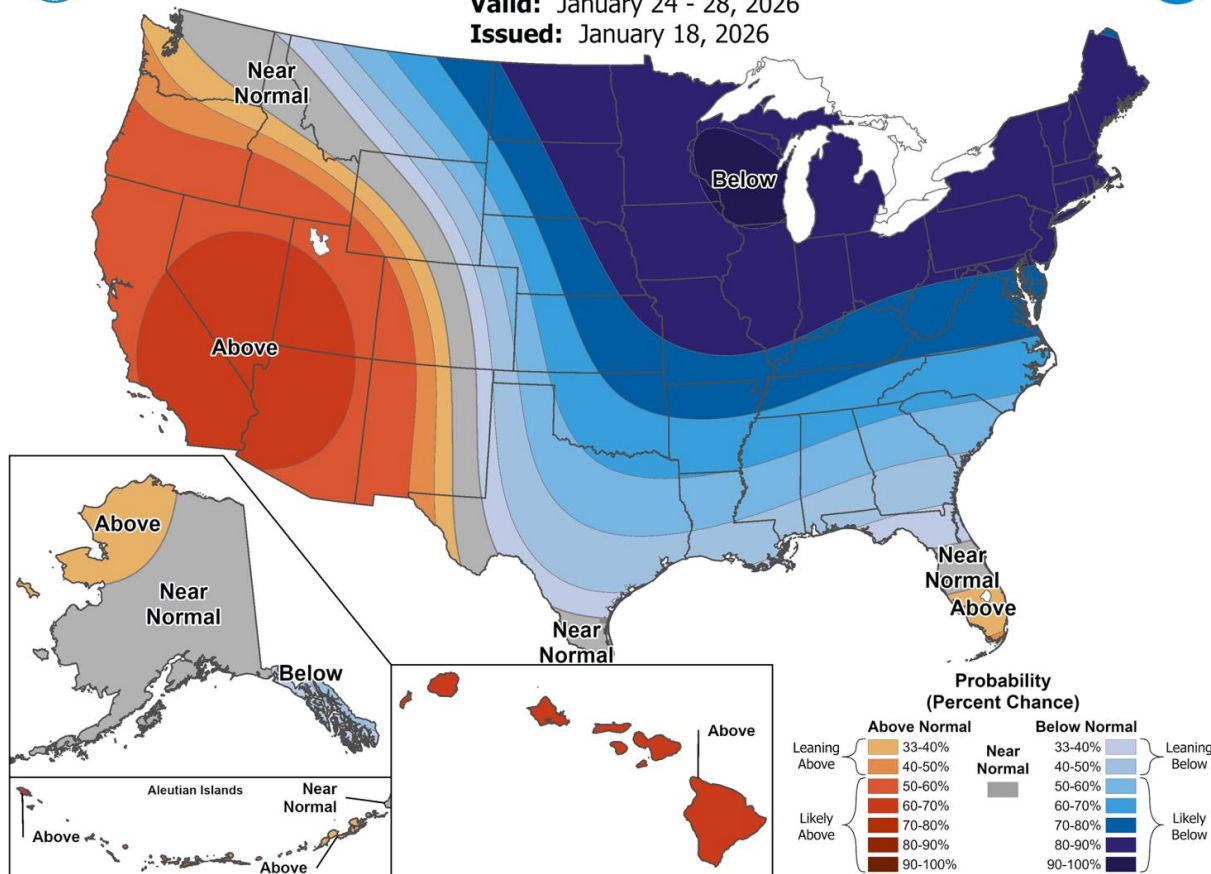 Valid: January 24 - 28, 2026
Issued: January 18, 2026
Near
Normal
Below
Above
Above
Near
Normal
Below
Near
Normal
Near
Normal
Above
Aleutian Islands
Near
Normal
Above
Above
Above
Probability
(Percent Chance)
Above Normal
Below Normal
Leaning
Above
33-40%
40-50%
Near
Normal
33-40%
40-50%
Leaning
Below
Likely
Above
50-60%
60-70%
70-80%
80-90%
90-100%
50-60%
60-70%
70-80%
80-90%
90-100%
Likely
Below